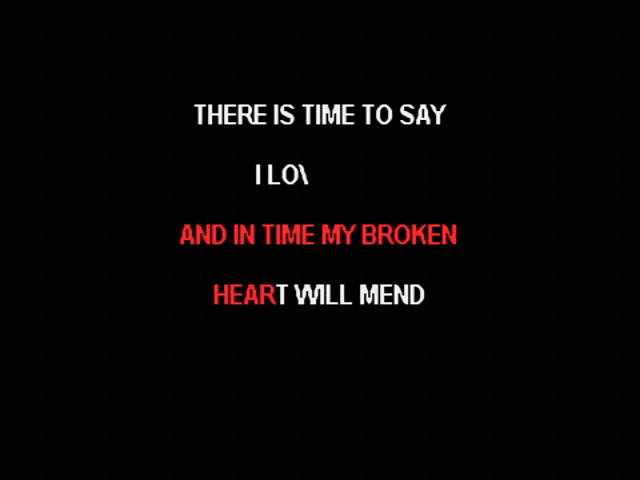 THERE IS TIME TO SAY
I LO
AND IN TIME MY BROKEN
HEART WILL MEND